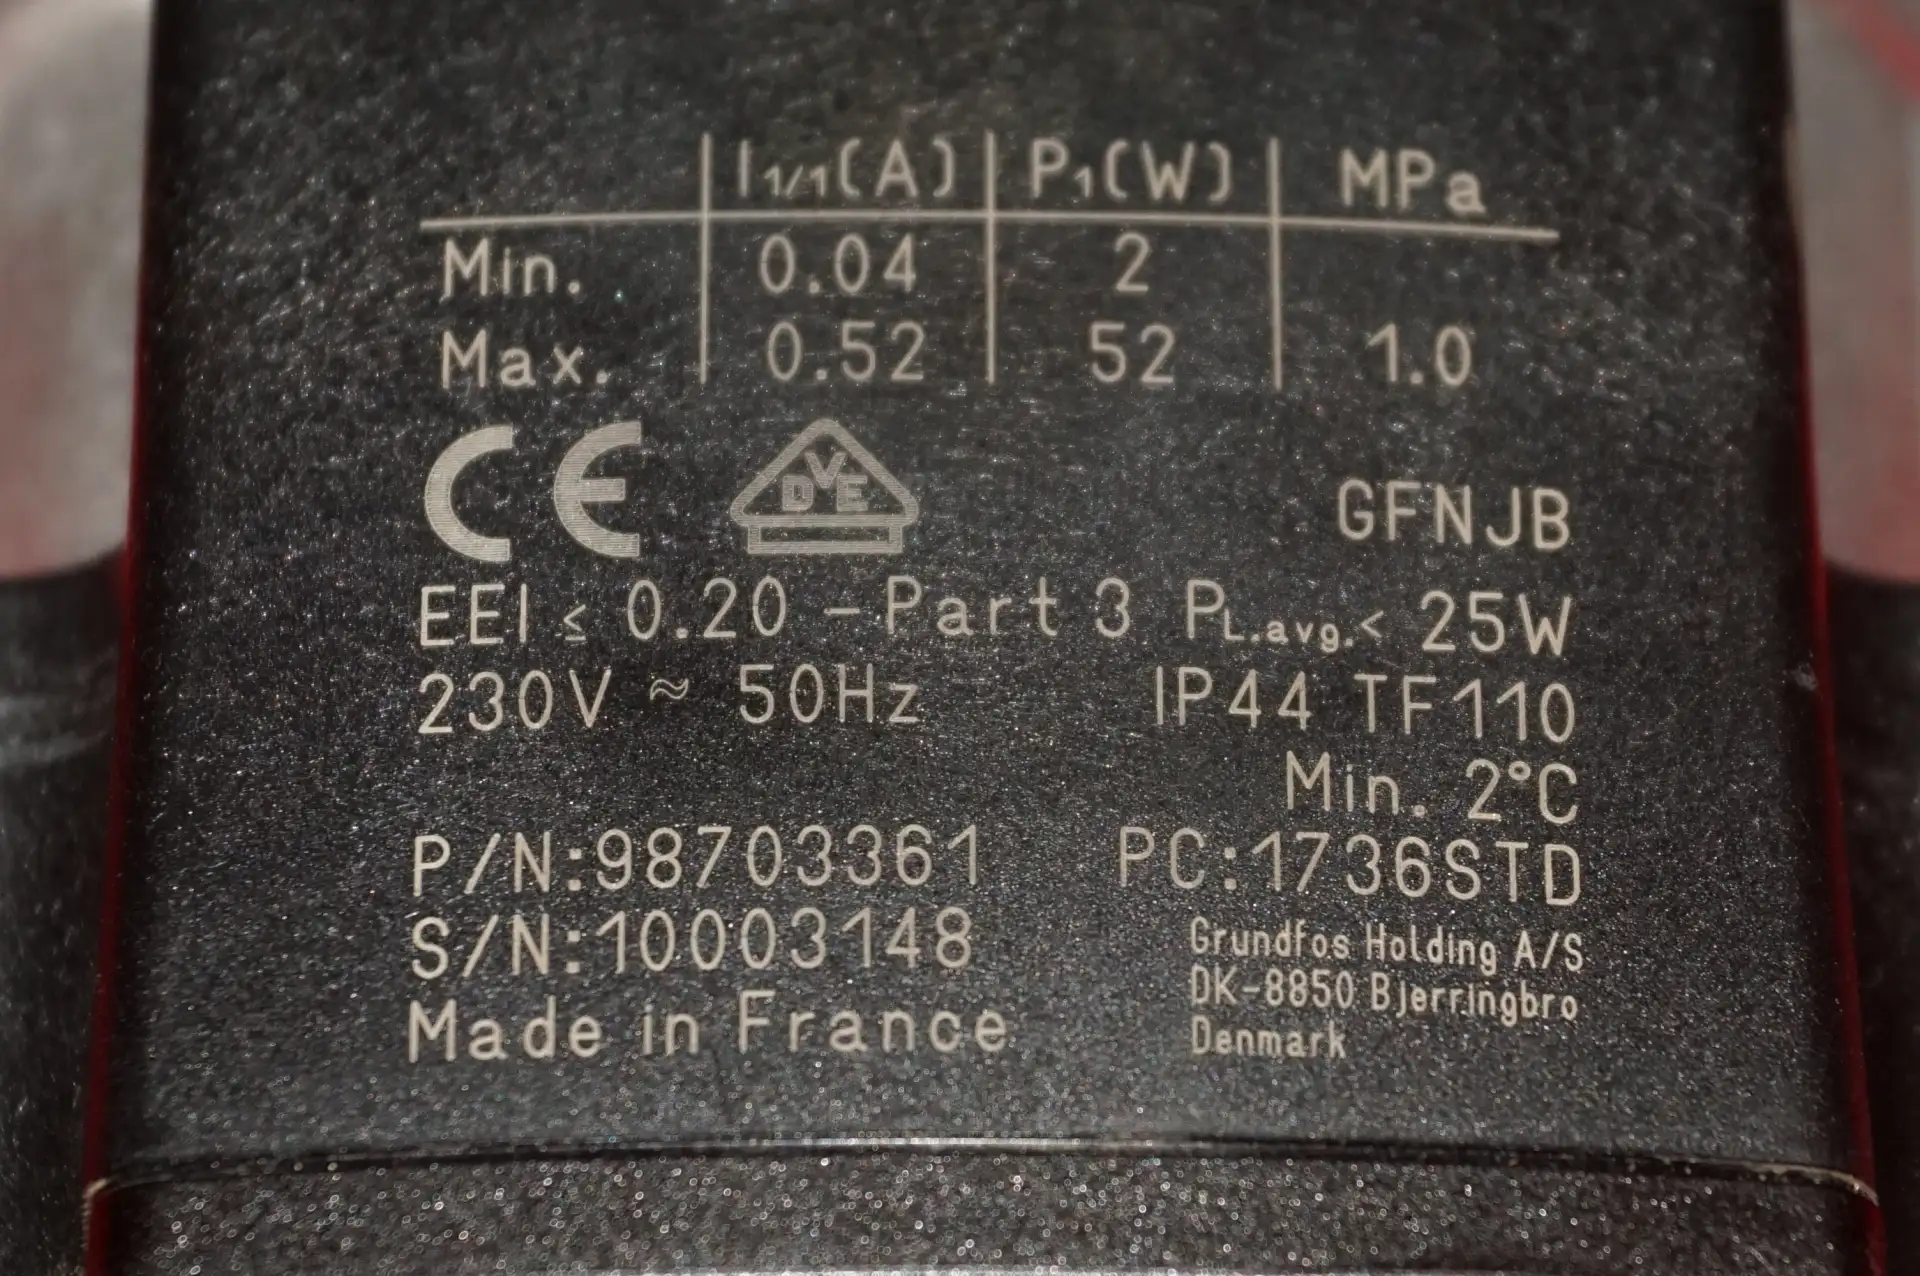 I1/1(A) P1(W) MPa
Min. 0.04 2
Max. 0.52 52 1.0
CE VDE GFNJB
EEI ≤ 0.20 – Part 3 PL.avg.< 25W
230V ≂ 50Hz IP44 TF110
Min. 2°C
P/N:98703361 PC:1736STD
S/N:10003148 Grundfos Holding A/S
DK-8850 Bjerringbro
Made in France Denmark